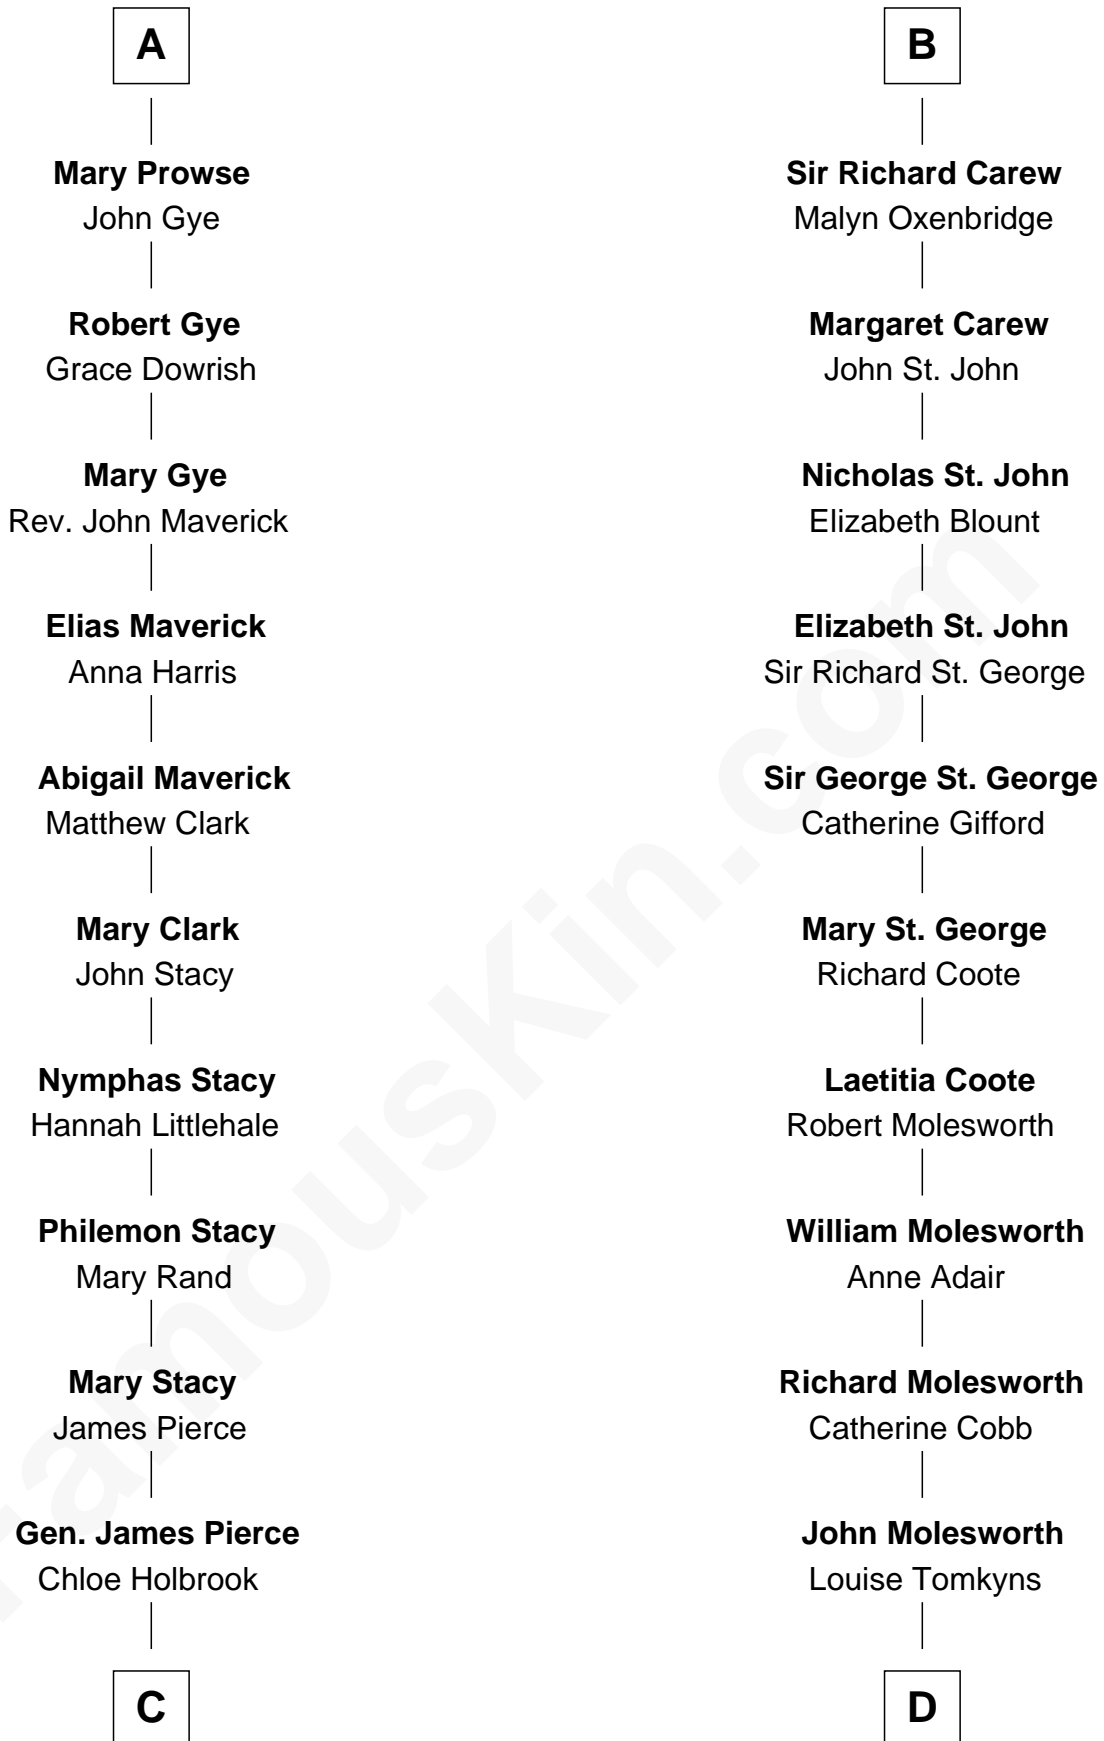 A
Mary Prowse
John Gye
Robert Gye
Grace Dowrish
Mary Gye
Rev. John Maverick
Elias Maverick
Anna Harris
Abigail Maverick
Matthew Clark
Mary Clark
John Stacy
Nymphas Stacy
Hannah Littlehale
Philemon Stacy
Mary Rand
Mary Stacy
James Pierce
Gen. James Pierce
Chloe Holbrook
C
B
Sir Richard Carew
Malyn Oxenbridge
Margaret Carew
John St. John
Nicholas St. John
Elizabeth Blount
Elizabeth St. John
Sir Richard St. George
Sir George St. George
Catherine Gifford
Mary St. George
Richard Coote
Laetitia Coote
Robert Molesworth
William Molesworth
Anne Adair
Richard Molesworth
Catherine Cobb
John Molesworth
Louise Tomkyns
D
FamousKin.com